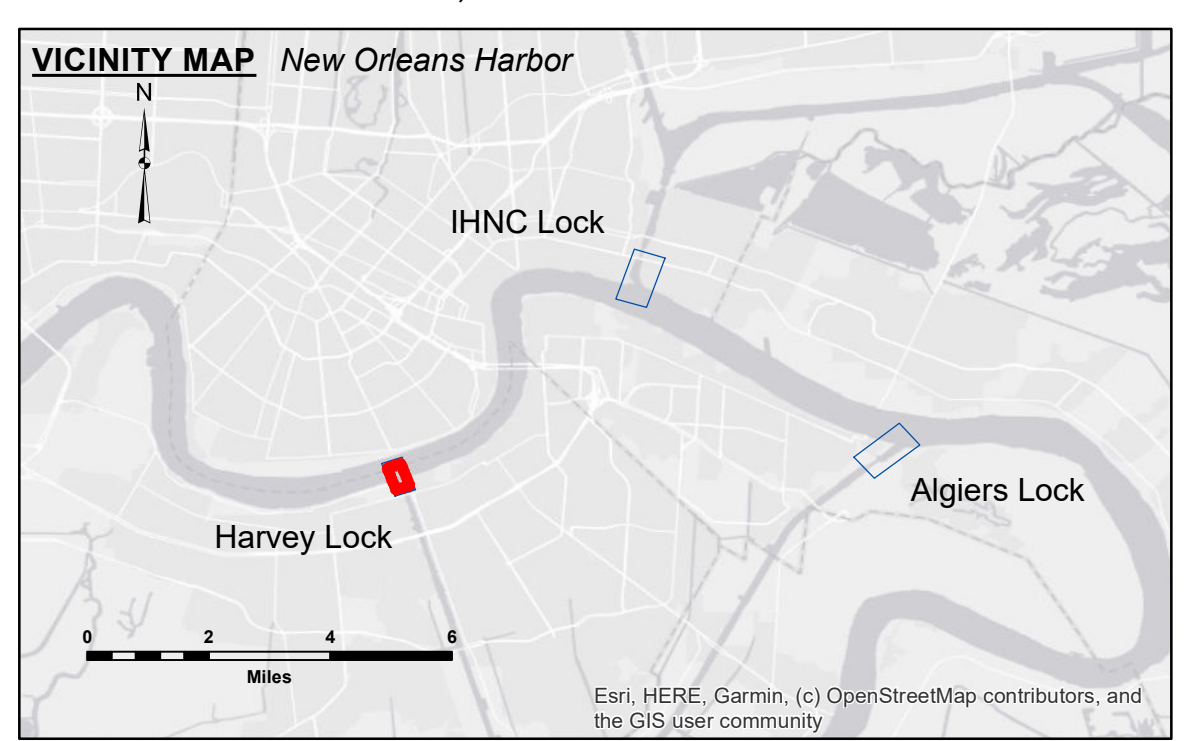 VICINITY MAP New Orleans Harbor
N
IHNC Lock
Algiers Lock
Harvey Lock
0 2 4 6
Miles
Esri, HERE, Garmin, (c) OpenStreetMap contributors, and
the GIS user community